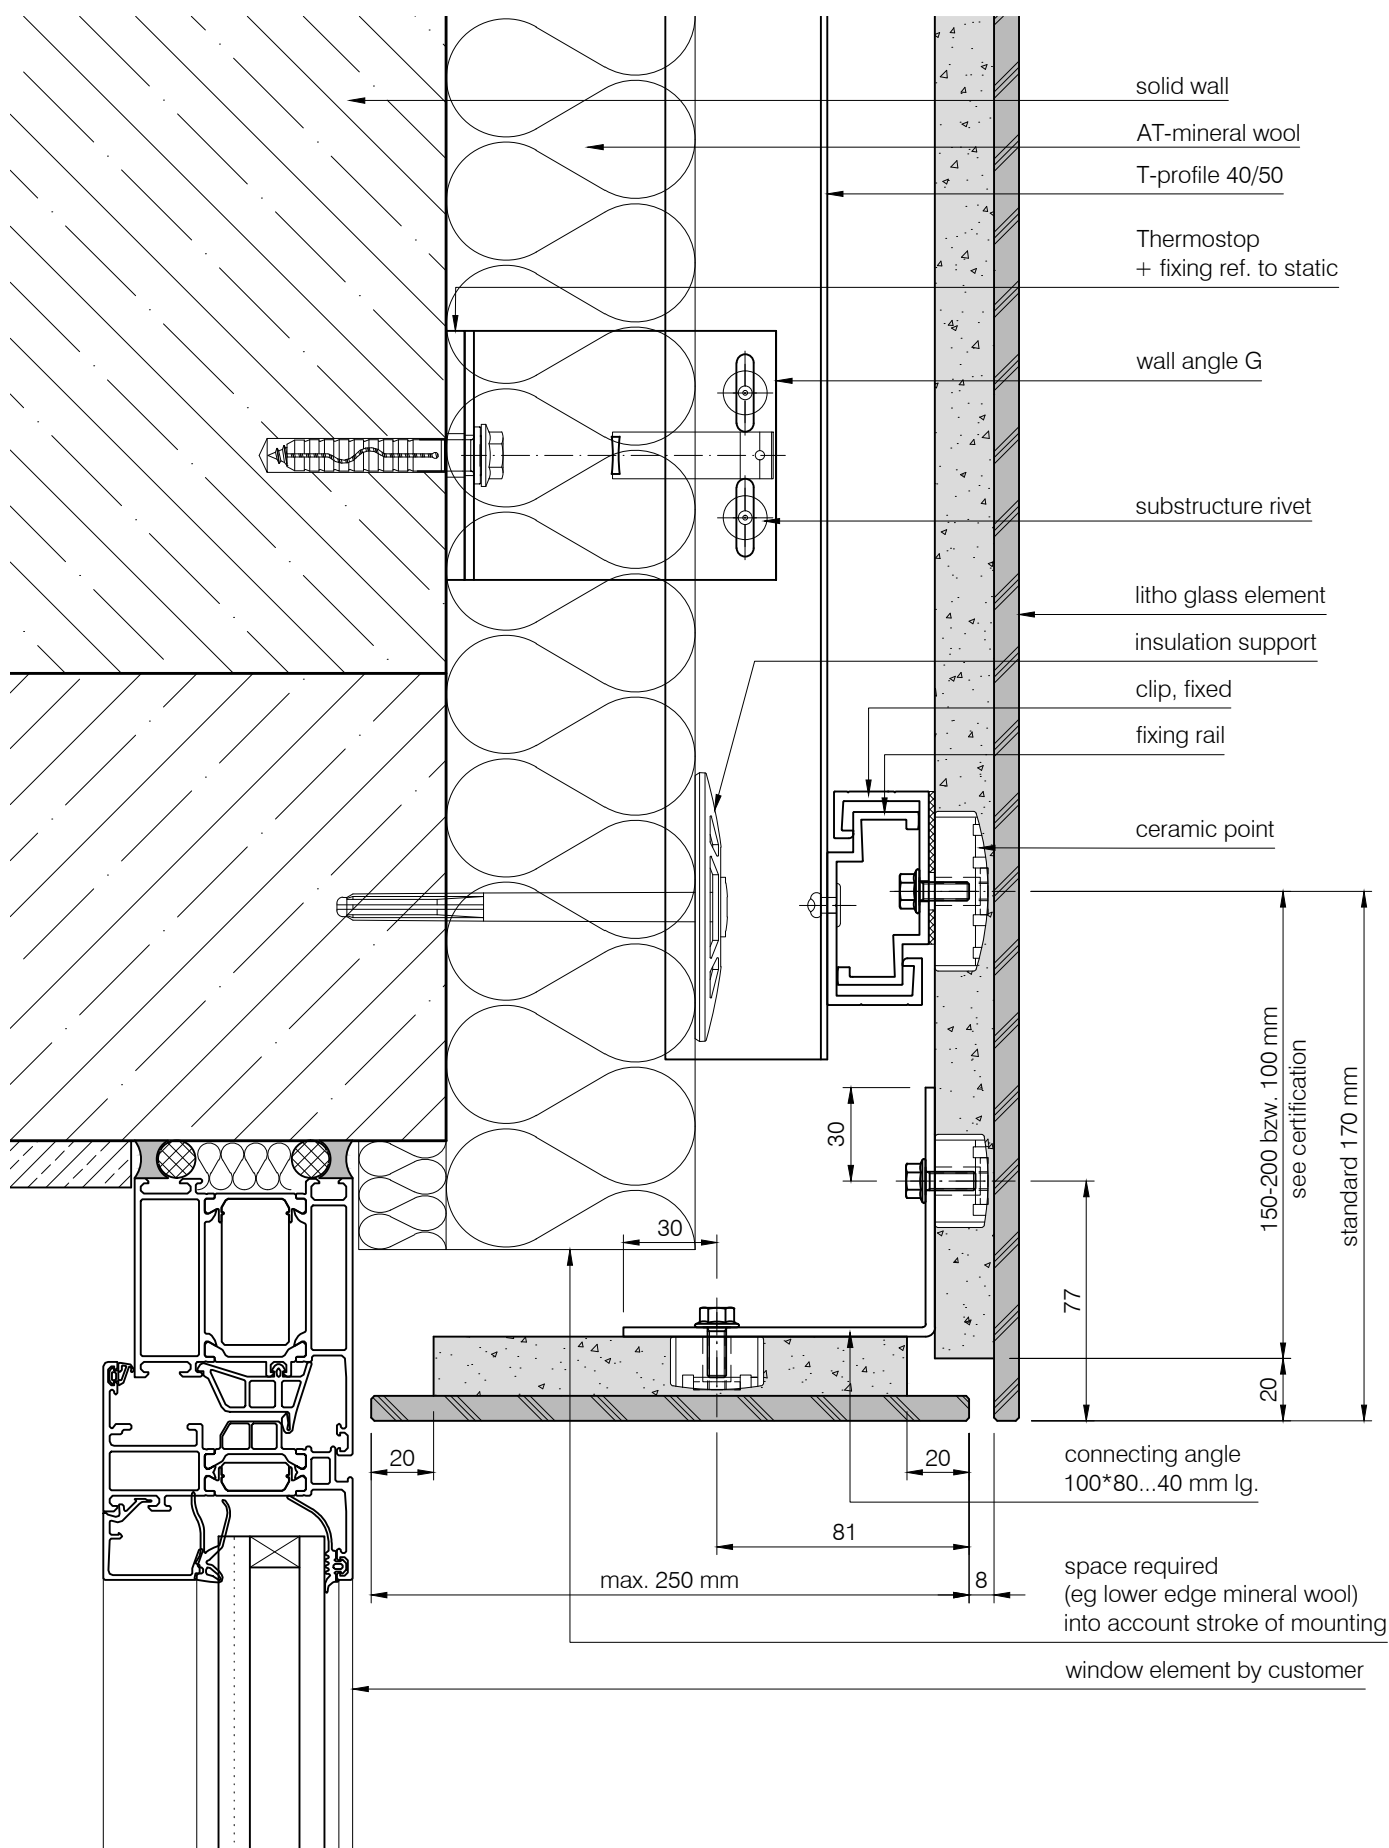 solid wall
AT-mineral wool
T-profile 40/50
Thermostop
+ fixing ref. to static
wall angle G
substructure rivet
litho glass element
insulation support
clip, fixed
fixing rail
ceramic point
150-200 bzw. 100 mm
see certification
standard 170 mm
30
30
77
20
20
20
connecting angle
100*80...40 mm lg.
81
max. 250 mm
8
space required
(eg lower edge mineral wool)
into account stroke of mounting
window element by customer